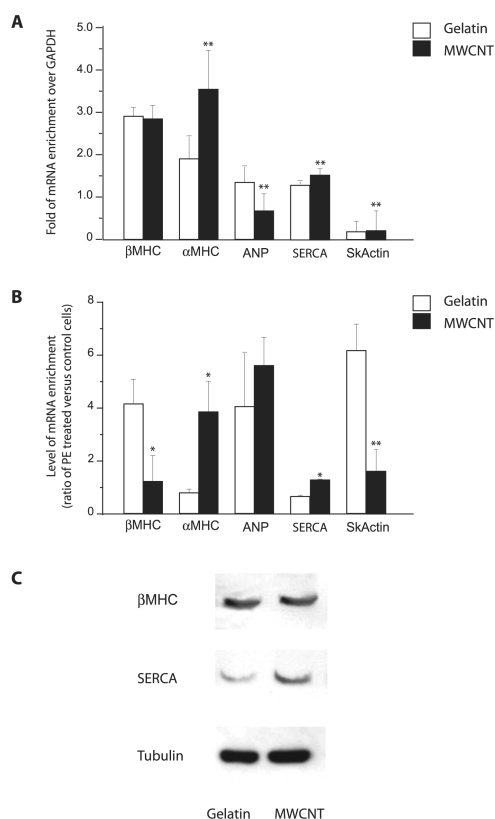 A
Fold of mRNA enrichment over GAPDH
5.0
4.0
3.0
2.0
1.0
0.
Gelatin
MWCNT
**
**
**
**
βMHC αMHC ANP SERCA SkActin
B
Level of mRNA enrichment
(ratio of PE treated versus control cells)
8
6
4
2
0
Gelatin
MWCNT
*
*
*
**
βMHC αMHC ANP SERCA SkActin
C
βMHC
SERCA
Tubulin
Gelatin MWCNT